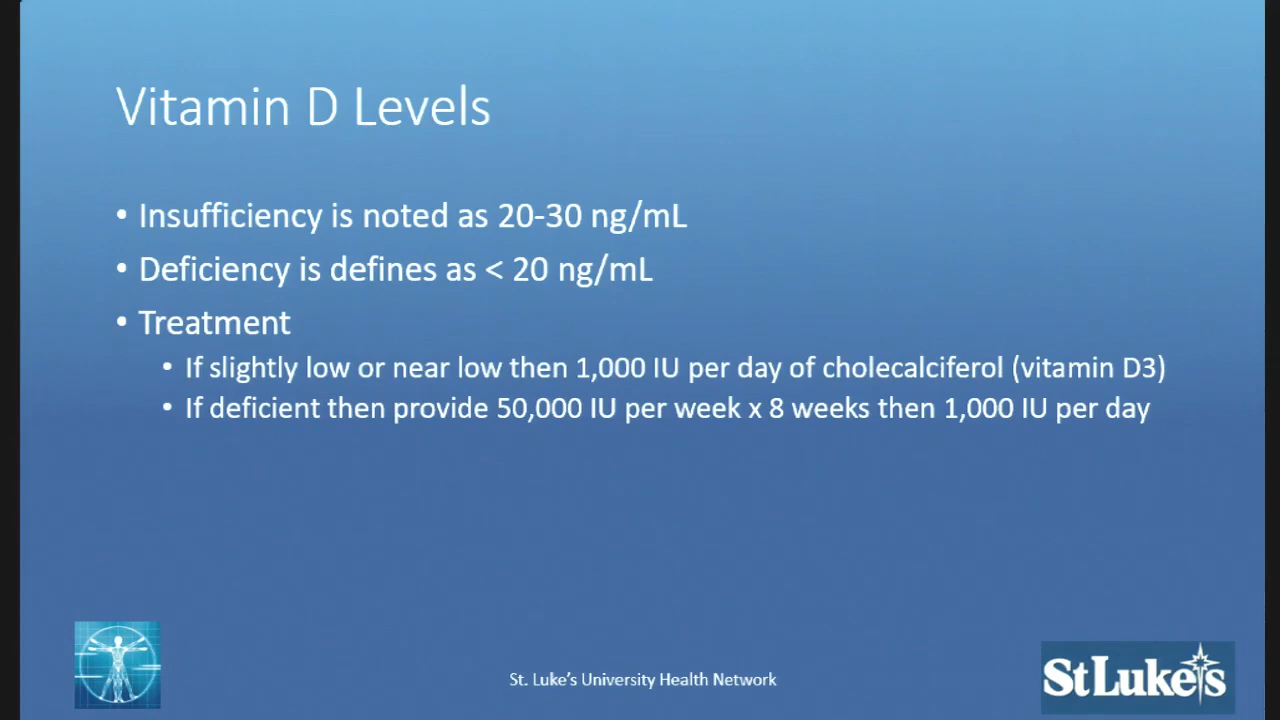 Vitamin D Levels
• Insufficiency is noted as 20-30 ng/mL
• Deficiency is defines as < 20 ng/mL
• Treatment
• If slightly low or near low then 1,000 IU per day of cholecalciferol (vitamin D3)
• If deficient then provide 50,000 IU per week x 8 weeks then 1,000 IU per day
St. Luke's University Health Network
StLuke's